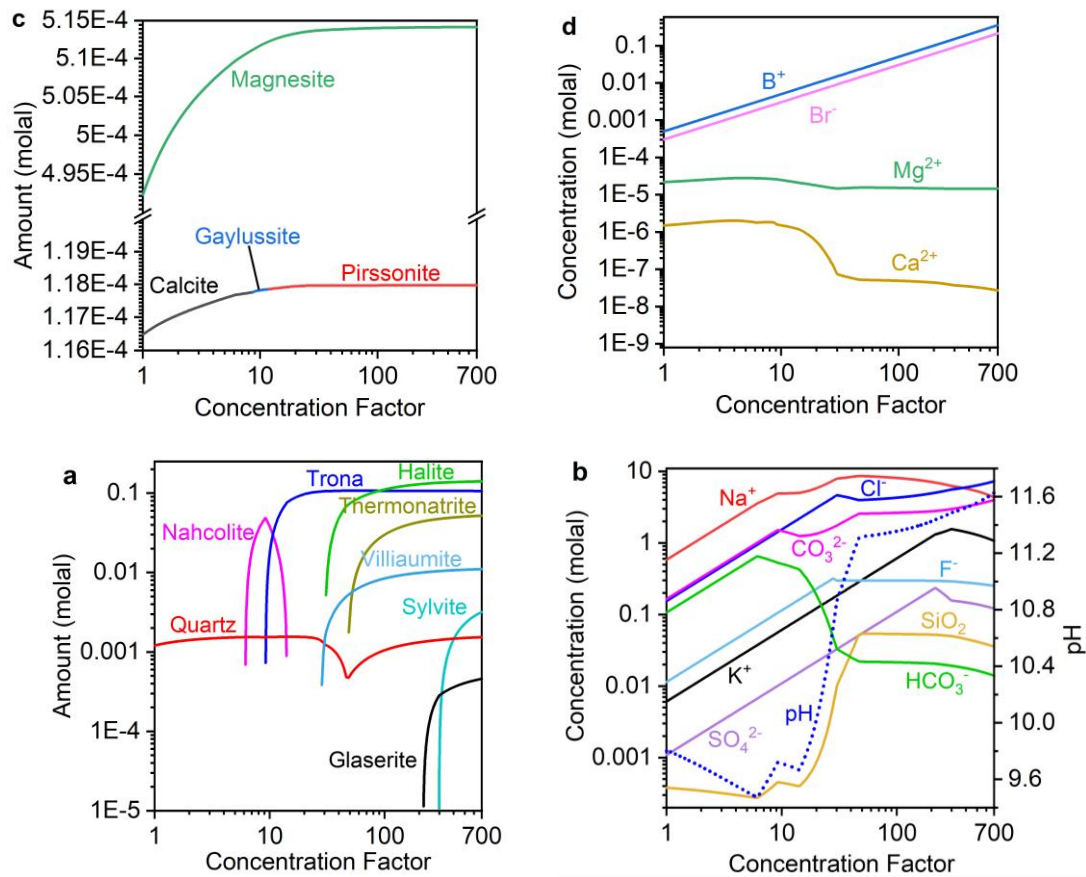 c
5.15E-4
5.13E-4
5.05E-4
5E-4
4.95E-4
1.19E-4
1.18E-4
1.17E-4
1.16E-4
Amount (molal)
Magnesite
Gaylussite
Calcite
Pirssonite
1
10
100
700
Concentration Factor
d
0.1
0.01
0.001
1E-4
1E-5
1E-6
1E-7
1E-8
1E-9
Concentration (molal)
B⁺
Br⁻
Mg²⁺
Ca²⁺
1
10
100
700
Concentration Factor
a
0.1
0.01
0.001
1E-4
1E-5
Amount (molal)
Trona
Halite
Thermonatrite
Nahcolite
Villiaumite
Sylvite
Quartz
Glaserite
1
10
100
700
Concentration Factor
b
10
1
0.1
0.01
0.001
Concentration (molal)
Na⁺
Cl⁻
CO₃²⁻
F⁻
K⁺
SiO₂
HCO₃⁻
pH
SO₄²⁻
11.6
11.2
10.8
10.4
10.0
9.6
pH
1
10
100
700
Concentration Factor